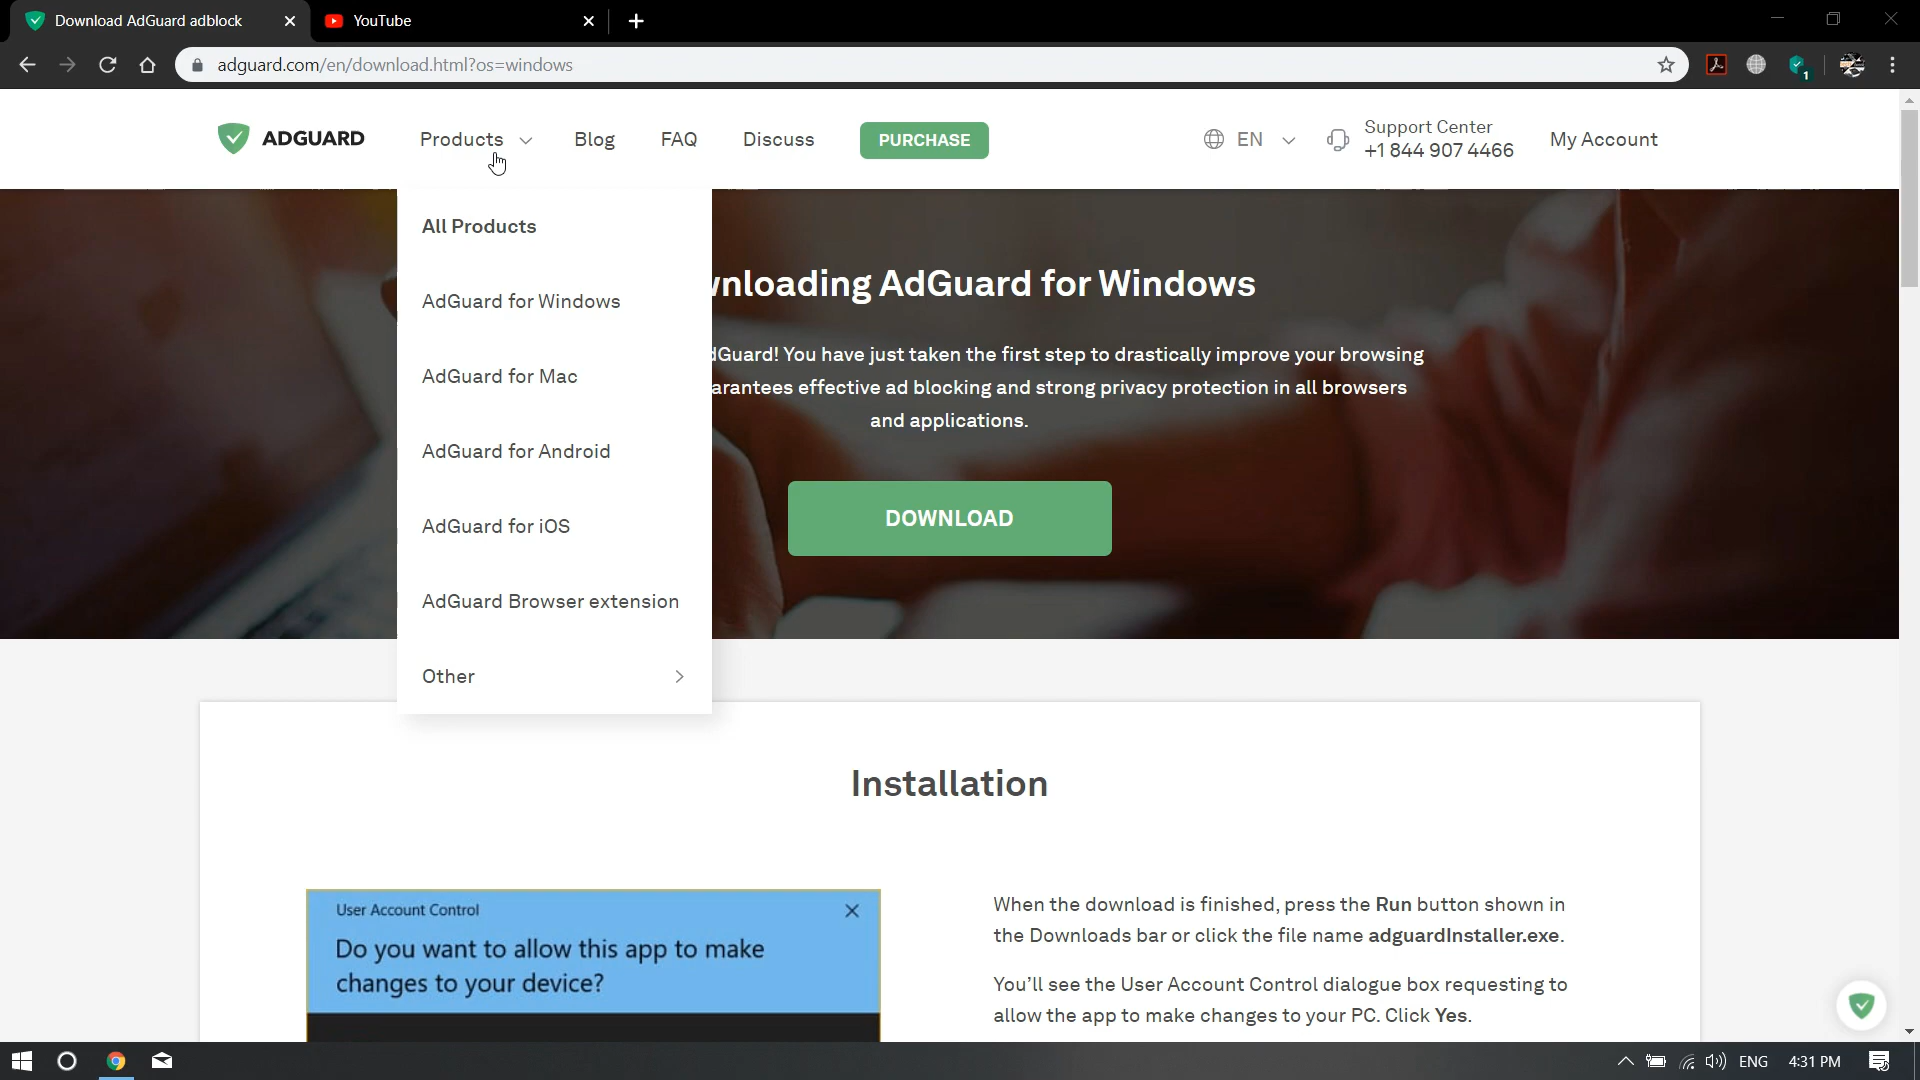 Download AdGuard adblock
YouTube
adguard.com/en/download.html?os=windows
1
ADGUARD
Products
Blog
FAQ
Discuss
PURCHASE
EN
Support Center
+1 844 907 4466
My Account
All Products
AdGuard for Windows
AdGuard for Mac
AdGuard for Android
AdGuard for iOS
AdGuard Browser extension
Other
nloading AdGuard for Windows
dGuard! You have just taken the first step to drastically improve your browsing
arantees effective ad blocking and strong privacy protection in all browsers
and applications.
DOWNLOAD
Installation
User Account Control
Do you want to allow this app to make
changes to your device?
When the download is finished, press the Run button shown in
the Downloads bar or click the file name adguardInstaller.exe.
You'll see the User Account Control dialogue box requesting to
allow the app to make changes to your PC. Click Yes.
ENG
4:31 PM